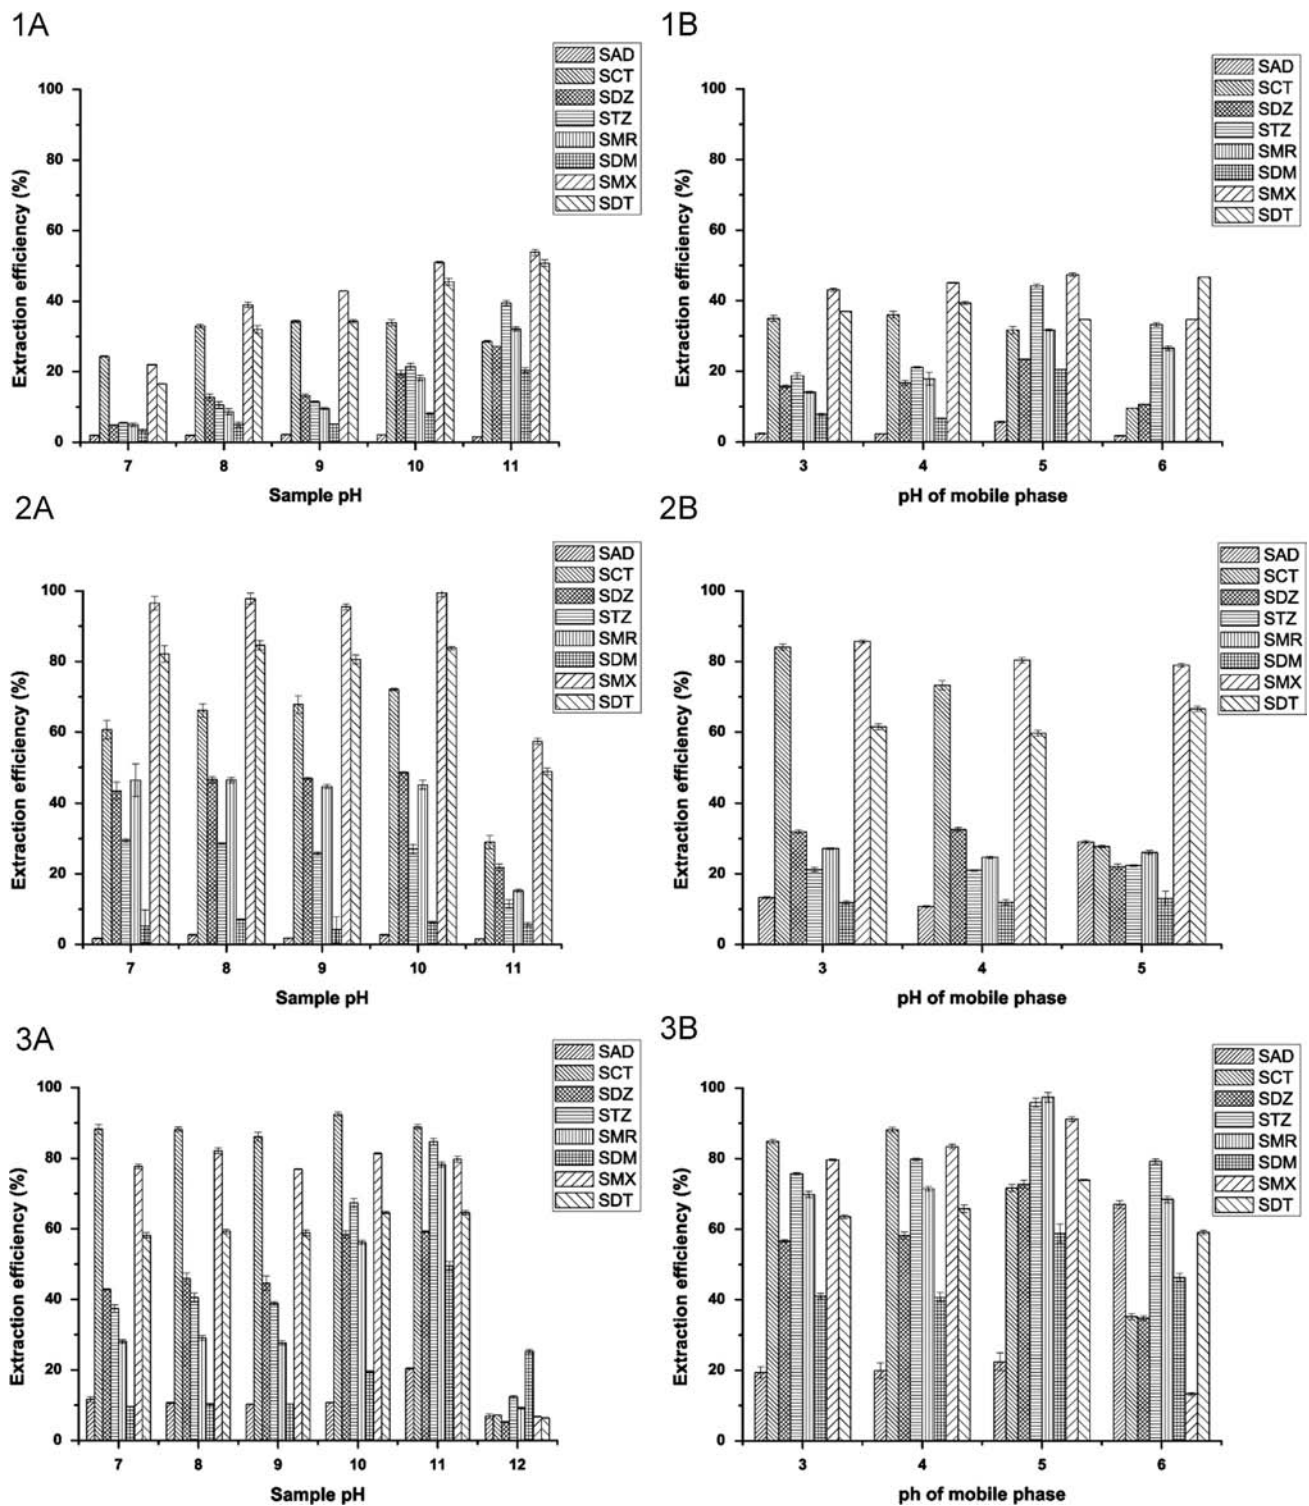 1A
SAD
SCT
SDZ
STZ
SMR
SDM
SMX
SDT
100
80
60
40
20
0
Extraction efficiency (%)
7 8 9 10 11
Sample pH
1B
SAD
SCT
SDZ
STZ
SMR
SDM
SMX
SDT
100
80
60
40
20
0
Extraction efficiency (%)
3 4 5 6
pH of mobile phase
2A
SAD
SCT
SDZ
STZ
SMR
SDM
SMX
SDT
100
80
60
40
20
0
Extraction efficiency (%)
7 8 9 10 11
Sample pH
2B
SAD
SCT
SDZ
STZ
SMR
SDM
SMX
SDT
100
80
60
40
20
0
Extraction efficiency (%)
3 4 5
pH of mobile phase
3A
SAD
SCT
SDZ
STZ
SMR
SDM
SMX
SDT
100
80
60
40
20
0
Extraction efficiency (%)
7 8 9 10 11 12
Sample pH
3B
SAD
SCT
SDZ
STZ
SMR
SDM
SMX
SDT
100
80
60
40
20
0
Extraction efficiency (%)
3 4 5 6
ph of mobile phase